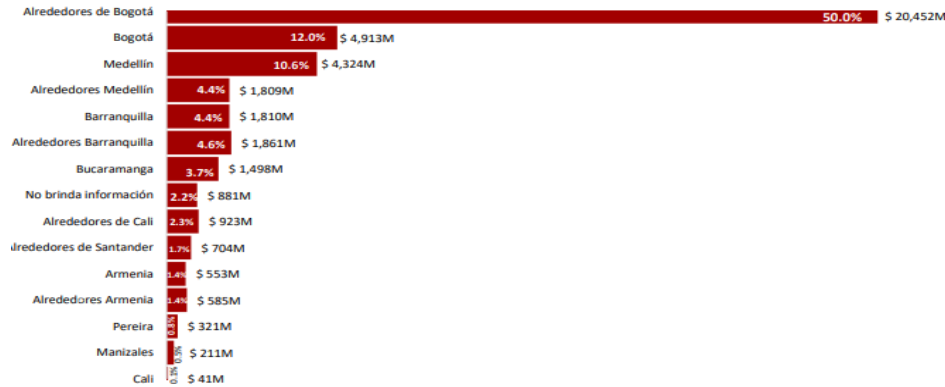 Alrededores de Bogotá 50.0% $ 20,452M
Bogotá 12.0% $ 4,913M
Medellín 10.6% $ 4,324M
Alrededores Medellín 4.4% $ 1,809M
Barranquilla 4.4% $ 1,810M
Alrededores Barranquilla 4.6% $ 1,861M
Bucaramanga 3.7% $ 1,498M
No brinda información 2.2% $ 881M
Alrededores de Cali 2.3% $ 923M
lrededores de Santander 1.7% $ 704M
Armenia 1.4% $ 553M
Alrededores Armenia 1.4% $ 585M
Pereira 0.8% $ 321M
Manizales 0.5% $ 211M
Cali 0.1% $ 41M